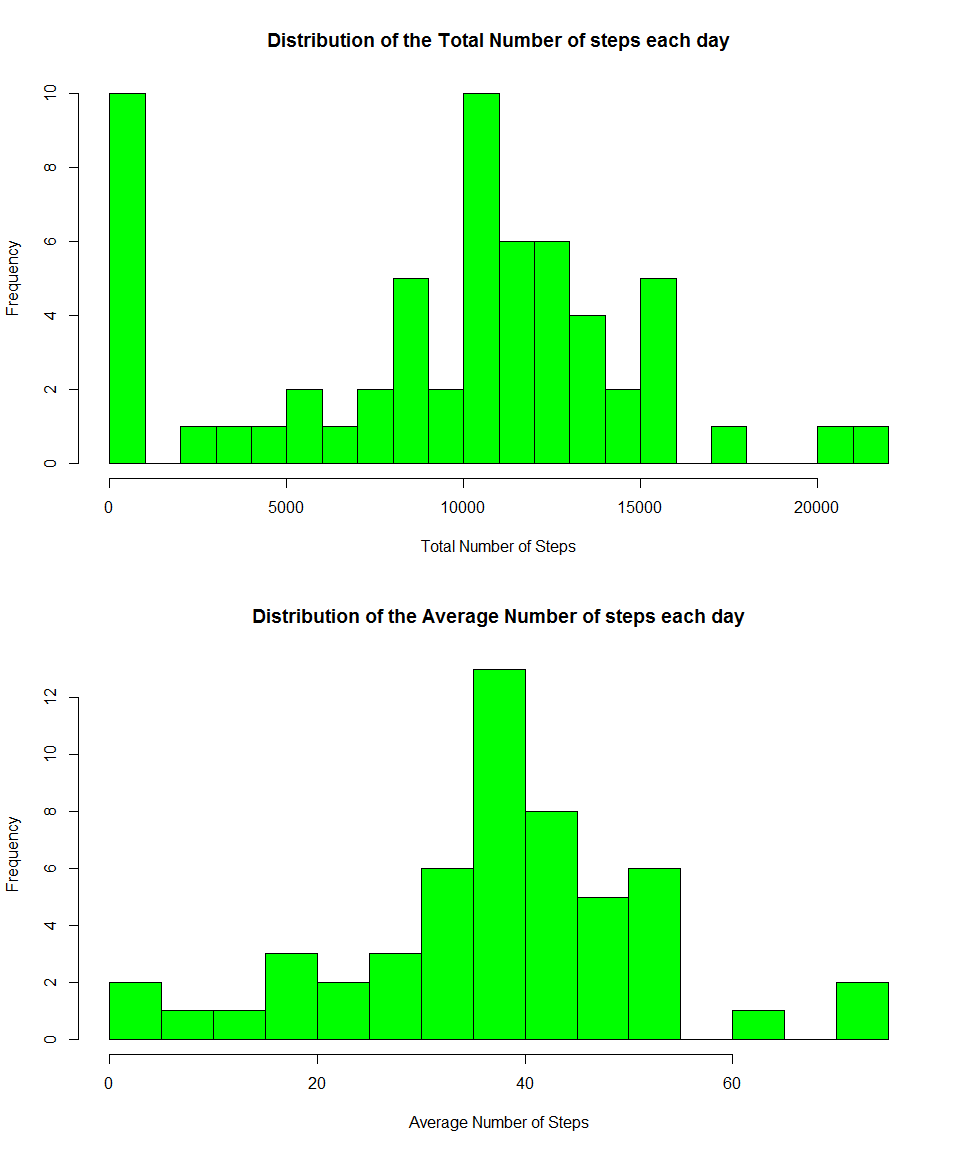 Distribution of the Total Number of steps each day
10
8
6
4
2
0
Frequency
0 5000 10000 15000 20000
Total Number of Steps
Distribution of the Average Number of steps each day
12
10
8
6
4
2
0
Frequency
0 20 40 60
Average Number of Steps